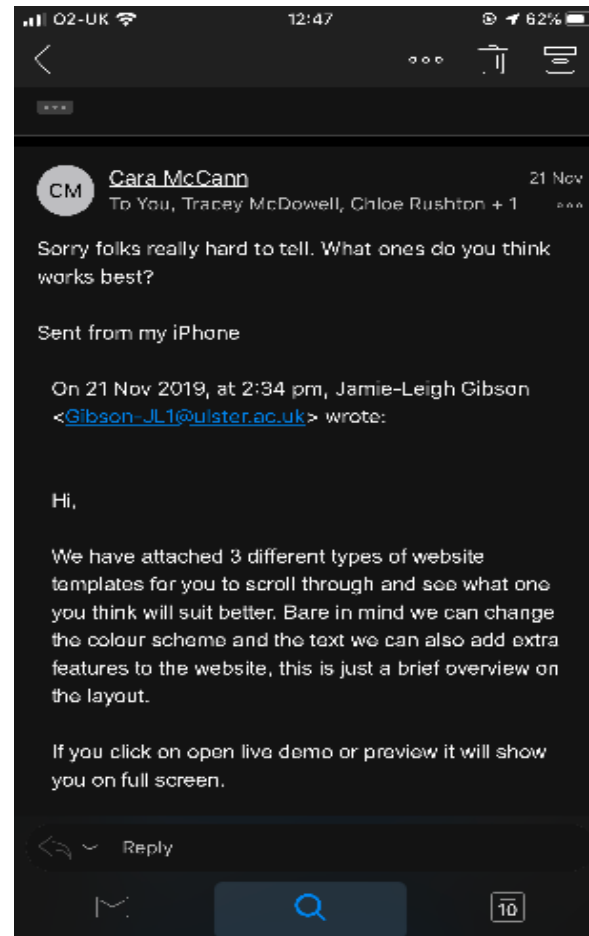 O2-UK 12:47 62%
CM Cara McCann 21 Nov
To You, Tracey McDowell, Chloe Rushton + 1
Sorry folks really hard to tell. What ones do you think
works best?
Sent from my iPhone
On 21 Nov 2019, at 2:34 pm, Jamie-Leigh Gibson
<Gibson-JL1@ulster.ac.uk> wrote:
Hi,
We have attached 3 different types of website
templates for you to scroll through and see what one
you think will suit better. Bare in mind we can change
the colour scheme and the text we can also add extra
features to the website, this is just a brief overview on
the layout.
If you click on open live demo or preview it will show
you on full screen.
Reply
10